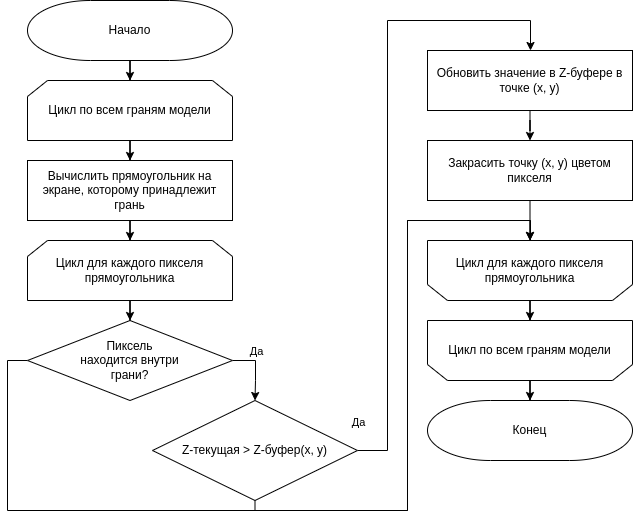 Начало
Цикл по всем граням модели
Вычислить прямоугольник на
экране, которому принадлежит
грань
Цикл для каждого пикселя
прямоугольника
Пиксель
находится внутри
грани?
Да
Z-текущая > Z-буфер(x, y)
Да
Обновить значение в Z-буфере в
точке (x, y)
Закрасить точку (x, y) цветом
пикселя
Цикл для каждого пикселя
прямоугольника
Цикл по всем граням модели
Конец